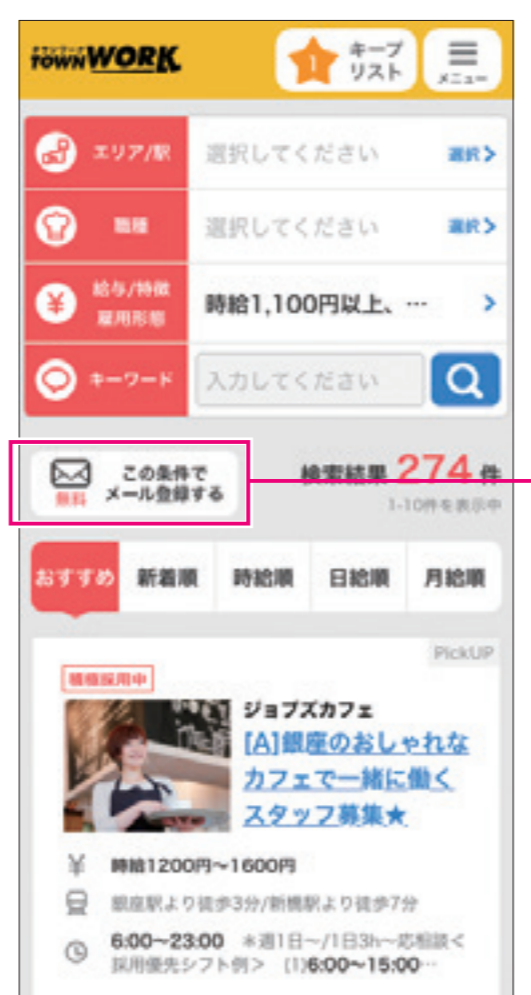 タウンワーク
TOWNWORK
1 キープ
リスト
メニュー
エリア/駅 選択してください 選択
職種 選択してください 選択
給与/特徴
雇用形態
時給1,100円以上、…
キーワード 入力してください
無料
この条件で
メール登録する
検索結果 274 件
1-10件を表示中
おすすめ 新着順 時給順 日給順 月給順
PickUP
積極採用中
ジョブズカフェ
[A]銀座のおしゃれな
カフェで一緒に働く
スタッフ募集★
時給1200円~1600円
銀座駅より徒歩3分/新橋駅より徒歩7分
6:00~23:00 *週1日~/1日3h~応相談<
採用優先シフト例> (1)6:00~15:00…